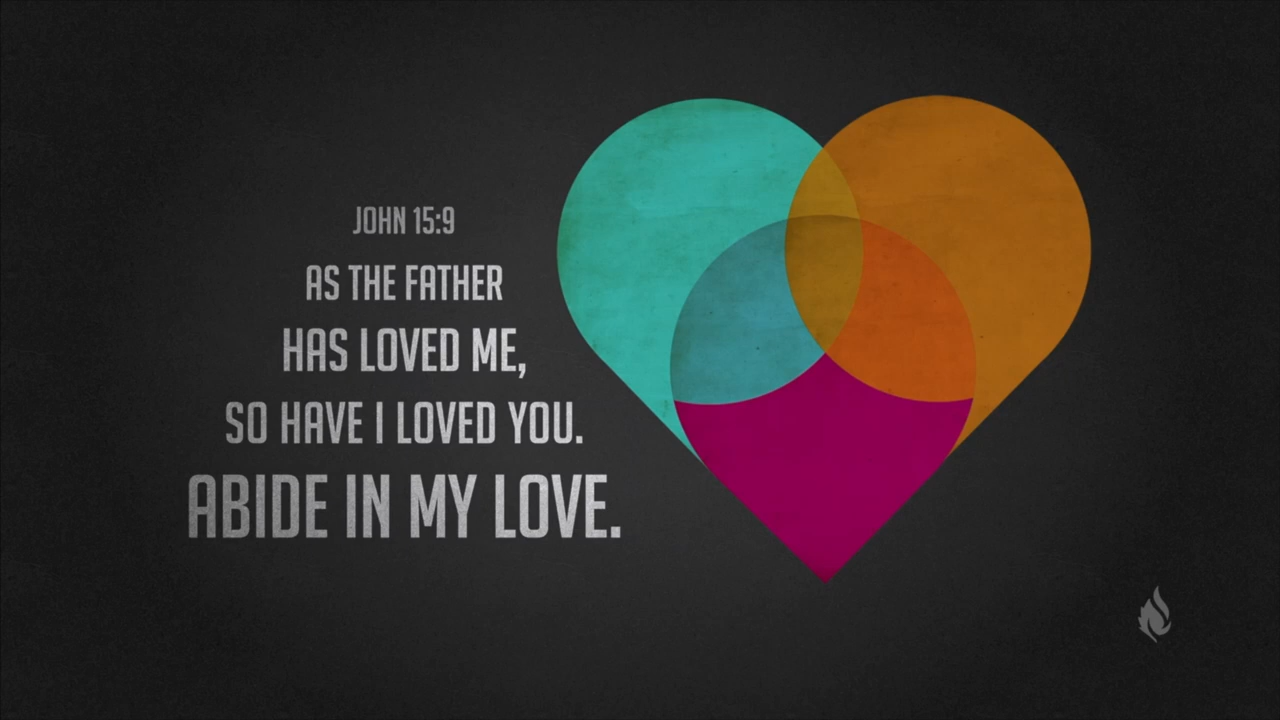 JOHN 15:9
AS THE FATHER
HAS LOVED ME,
SO HAVE I LOVED YOU.
ABIDE IN MY LOVE.